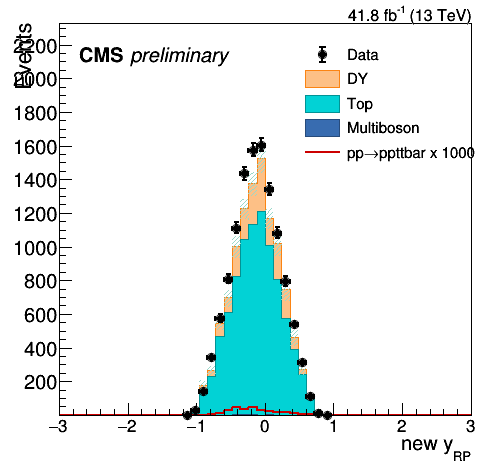 41.8 fb⁻¹ (13 TeV)
Events
CMS preliminary
Data
DY
Top
Multiboson
pp→ppttbar x 1000
2200
2000
1800
1600
1400
1200
1000
800
600
400
200
−3 −2 −1 0 1 2 3
new y_RP